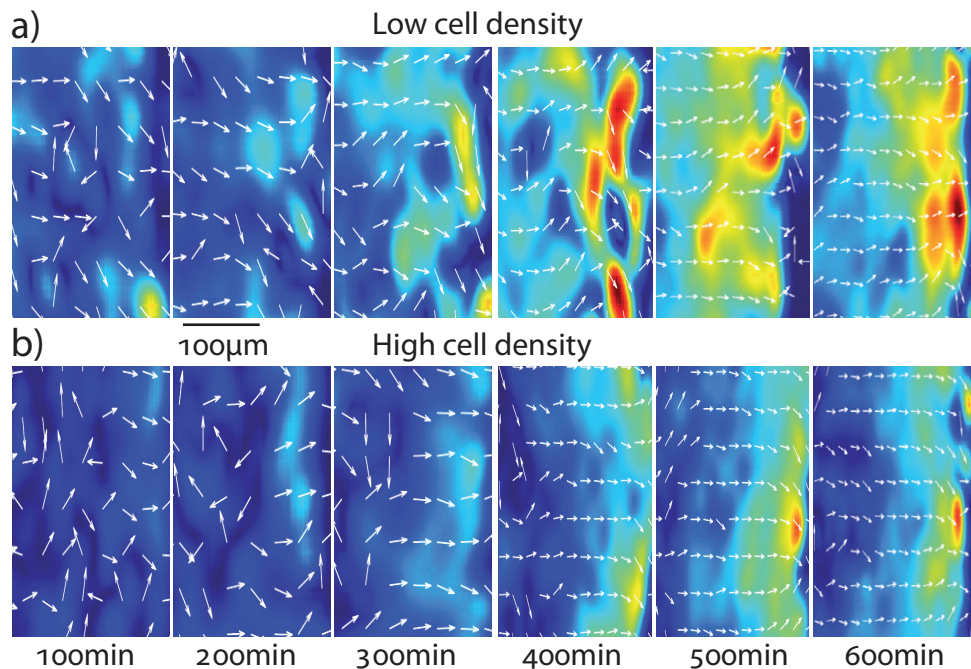 a)
Low cell density
100µm
b)
High cell density
100min 200min 300min 400min 500min 600min